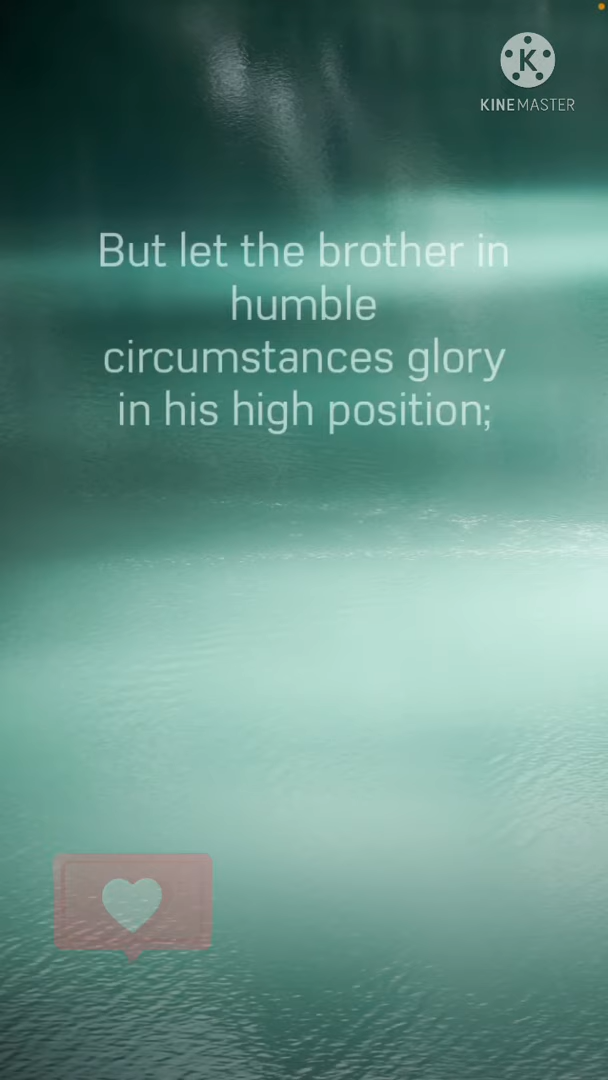 KINEMASTER
But let the brother in
humble
circumstances glory
in his high position;